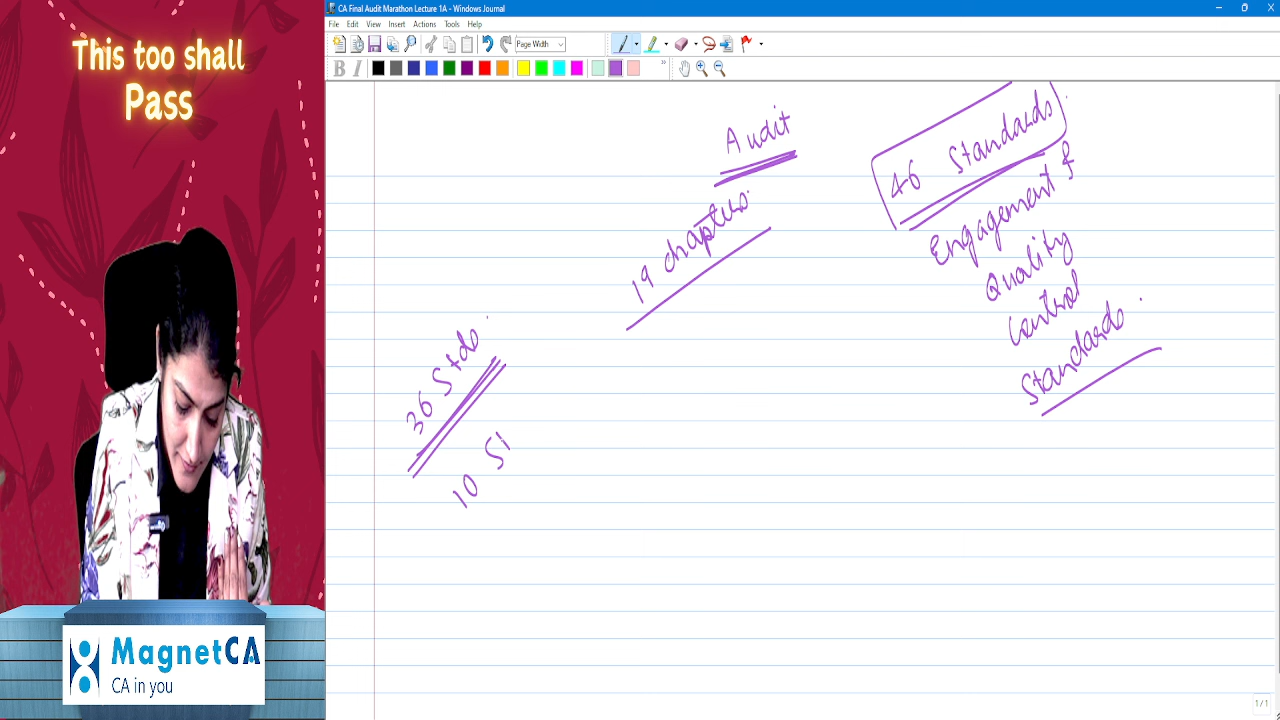 This too shall
Pass
MagnetCA
CA in you
CA Final Audit Marathon Lecture 1A - Windows Journal
File Edit View Insert Actions Tools Help
Page Width
B I
Audit
19 chapters.
46 Standards.
Engagement &
Quality
Control
Standards.
36 Stds.
10 SI
1/1